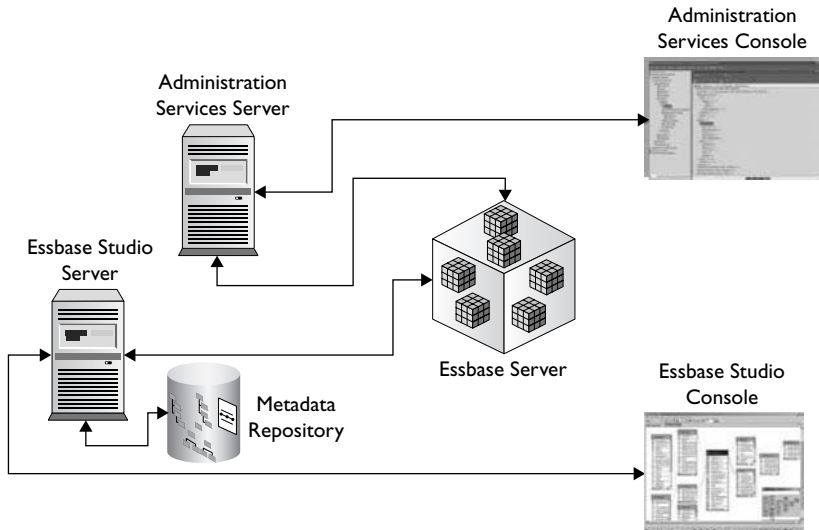 Administration
Services Console
Administration
Services Server
Essbase Studio
Server
Essbase Server
Metadata
Repository
Essbase Studio
Console